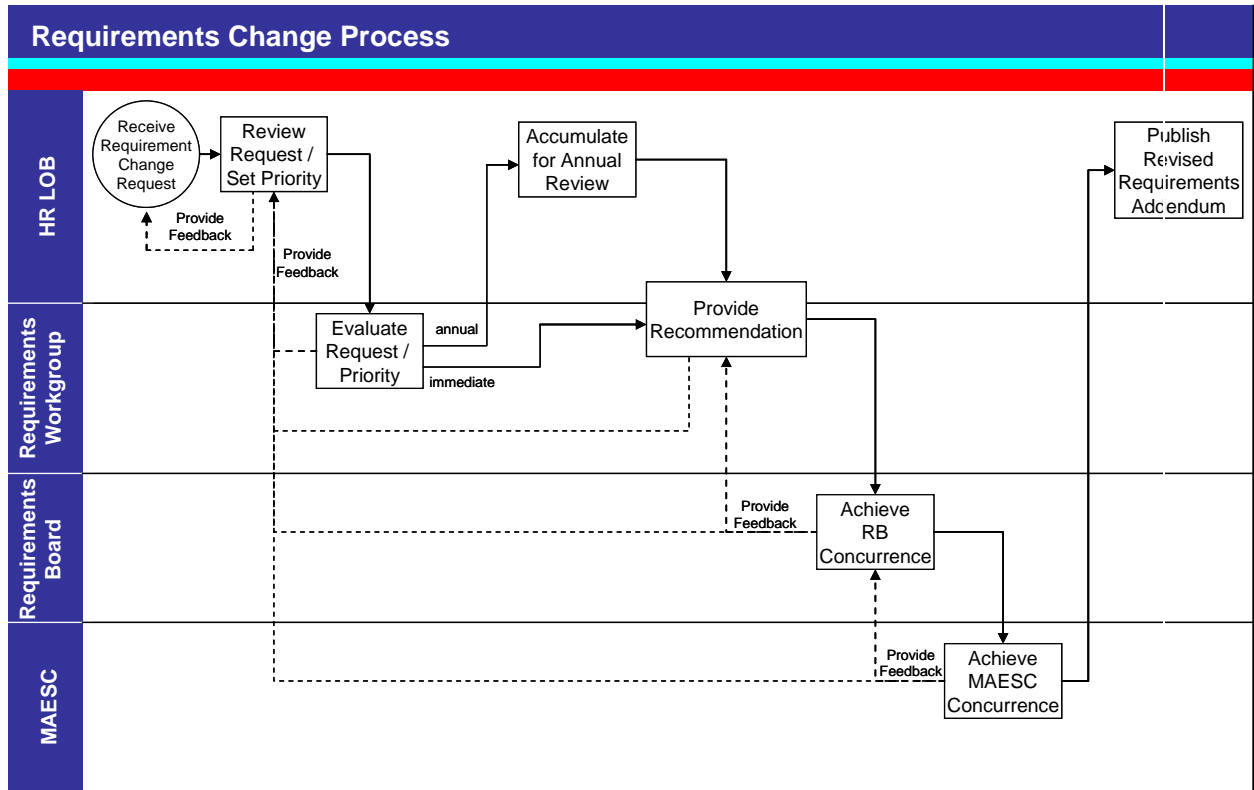 Requirements Change Process
HR LOB
Receive
Requirement
Change
Request
Review
Request /
Set Priority
Accumulate
for Annual
Review
Publish
Revised
Requirements
Addendum
Provide
Feedback
Provide
Feedback
Requirements
Workgroup
Evaluate
Request /
Priority
annual
immediate
Provide
Recommendation
Requirements
Board
Provide
Feedback
Achieve
RB
Concurrence
MAESC
Provide
Feedback
Achieve
MAESC
Concurrence